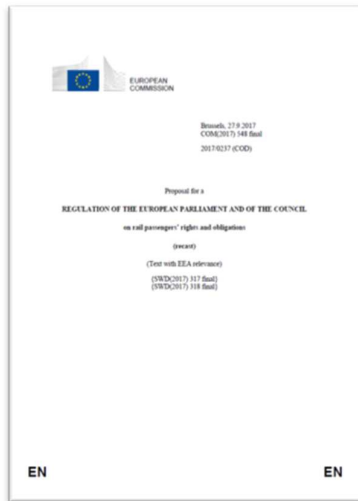 EUROPEAN
COMMISSION
Brussels, 27.9.2017
COM(2017) 548 final
2017/0237 (COD)
Proposal for a
REGULATION OF THE EUROPEAN PARLIAMENT AND OF THE COUNCIL
on rail passengers' rights and obligations
(recast)
(Text with EEA relevance)
{SWD(2017) 317 final}
{SWD(2017) 318 final}
EN EN